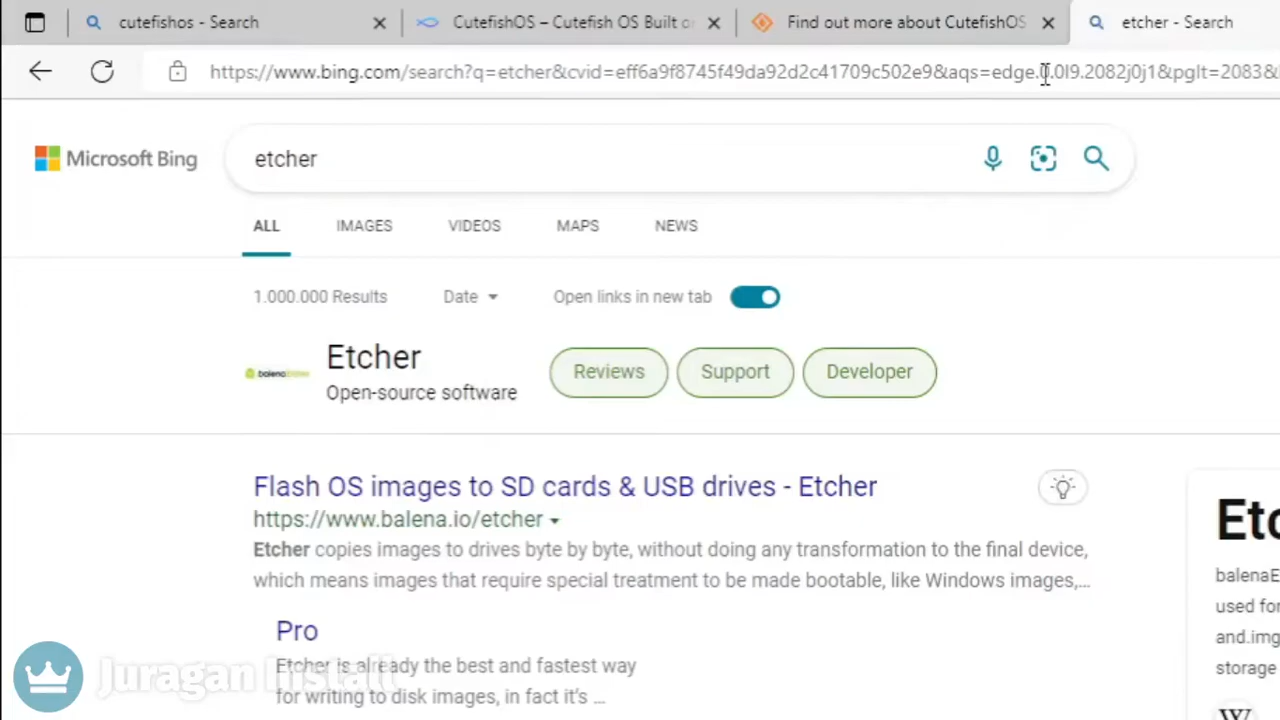 cutefishos - Search
CutefishOS – Cutefish OS Built o
Find out more about CutefishOS
etcher - Search
https://www.bing.com/search?q=etcher&cvid=eff6a9f8745f49da92d2c41709c502e9&aqs=edge.0.0l9.2082j0j1&pglt=2083&
Microsoft Bing
etcher
ALL
IMAGES
VIDEOS
MAPS
NEWS
1.000.000 Results
Date
Open links in new tab
balena
Etcher
Open-source software
Reviews
Support
Developer
Flash OS images to SD cards & USB drives - Etcher
https://www.balena.io/etcher
Etcher copies images to drives byte by byte, without doing any transformation to the final device,
which means images that require special treatment to be made bootable, like Windows images,...
Pro
Etcher is already the best and fastest way
for writing to disk images, in fact it's ...
Etc
balenaE
used for
and.img
storage
W
Juragan Install